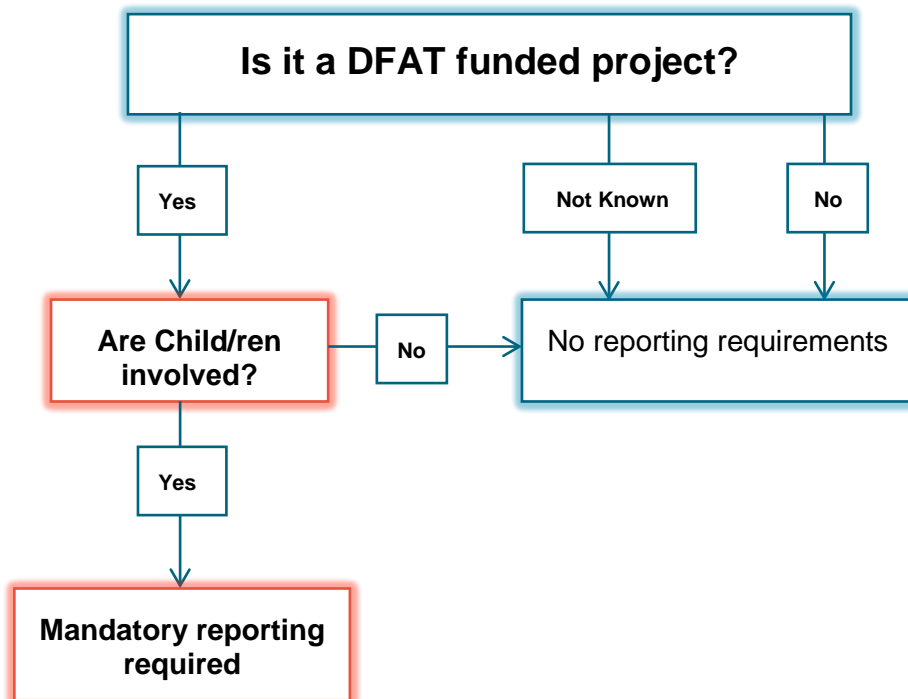 Is it a DFAT funded project?
Yes
Not Known
No
Are Child/ren
involved?
No
No reporting requirements
Yes
Mandatory reporting
required